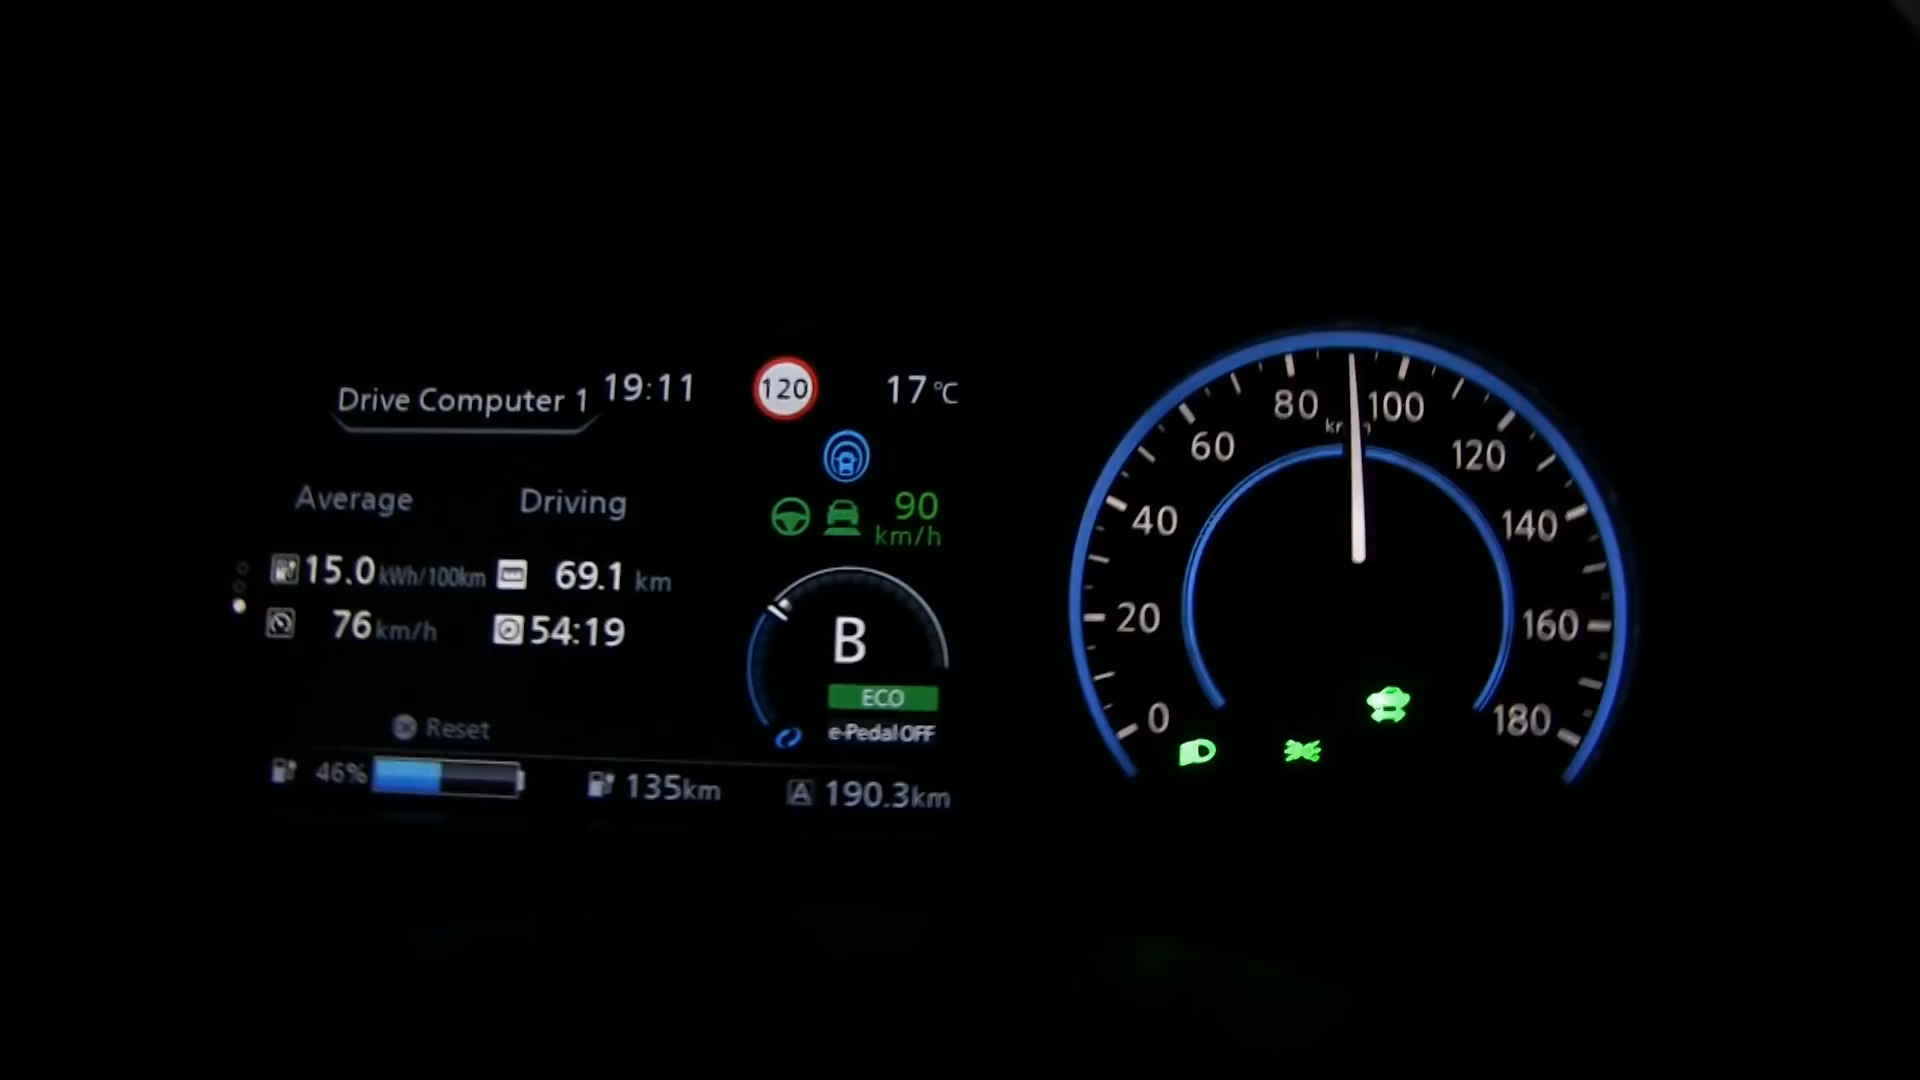 Drive Computer 1 19:11 120 17 °C
90
km/h
Average Driving
15.0 kWh/100km 69.1 km
76 km/h 54:19
B
ECO
e-Pedal OFF
Reset
46% 135km A 190.3km
0
20
40
60
80
100
120
140
160
180